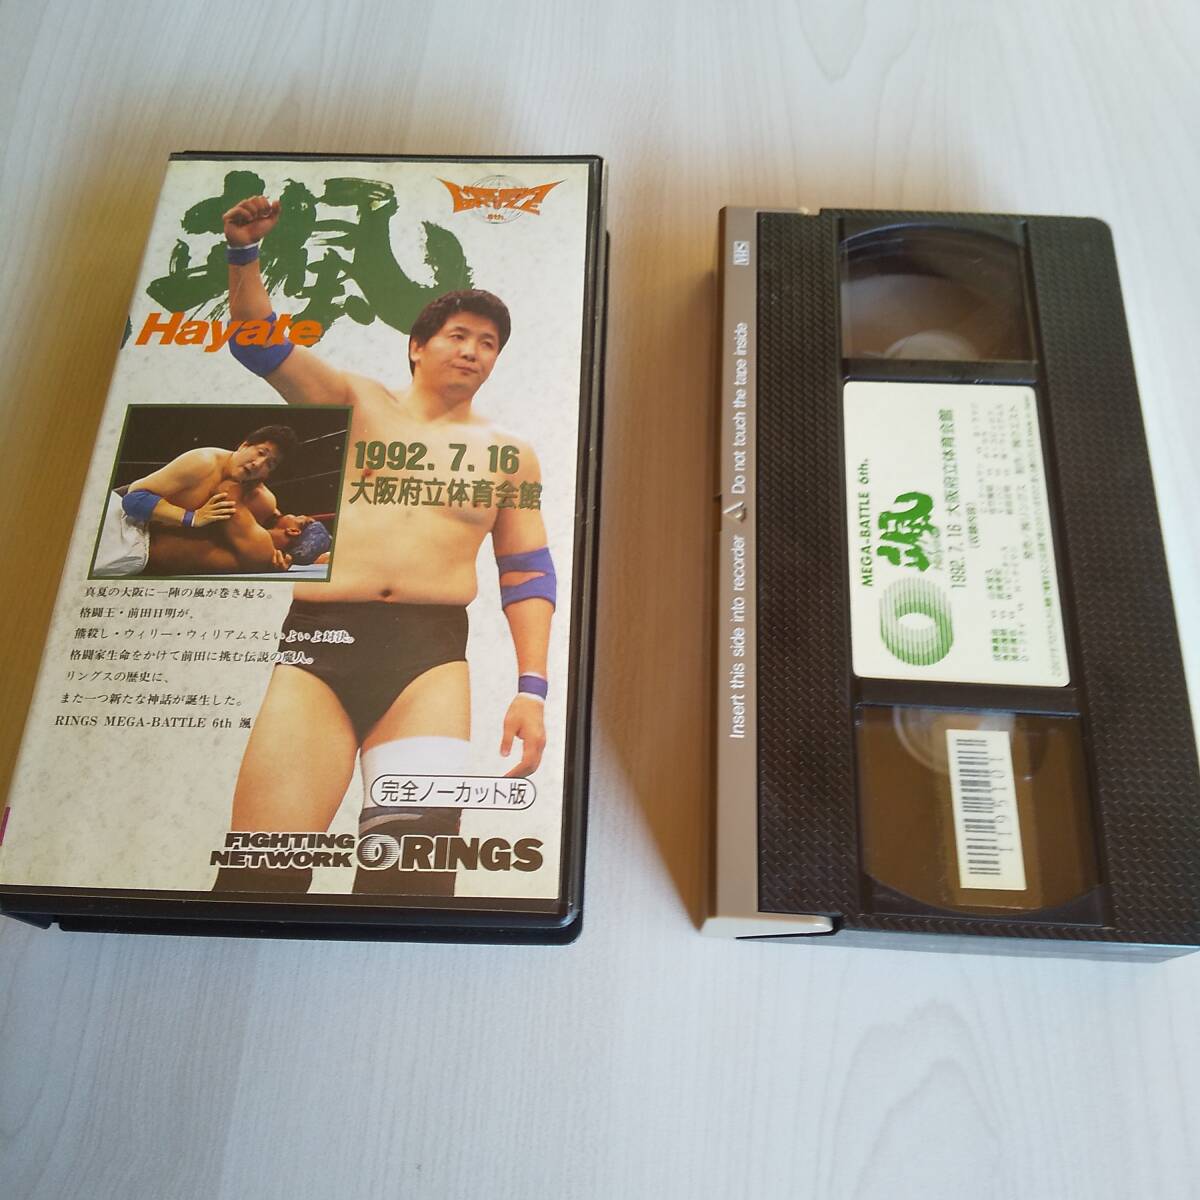 颯
Hayate
MEGA-BATTLE
6th.
1992. 7. 16
大阪府立体育会館
真夏の大阪に一陣の風が巻き起る。
格闘王・前田日明が、
熊殺し・ウィリー・ウィリアムスといよいよ対決。
格闘家生命をかけて前田に挑む伝説の魔人。
リングスの歴史に、
また一つ新たな神話が誕生した。
RINGS MEGA-BATTLE 6th 颯
完全ノーカット版
FIGHTING
NETWORK
RINGS
VHS
Insert this side into recorder
Do not touch the tape inside
MEGA-BATTLE 6th.
颯
Hayate
1992. 7. 16 大阪府立体育会館
1195101